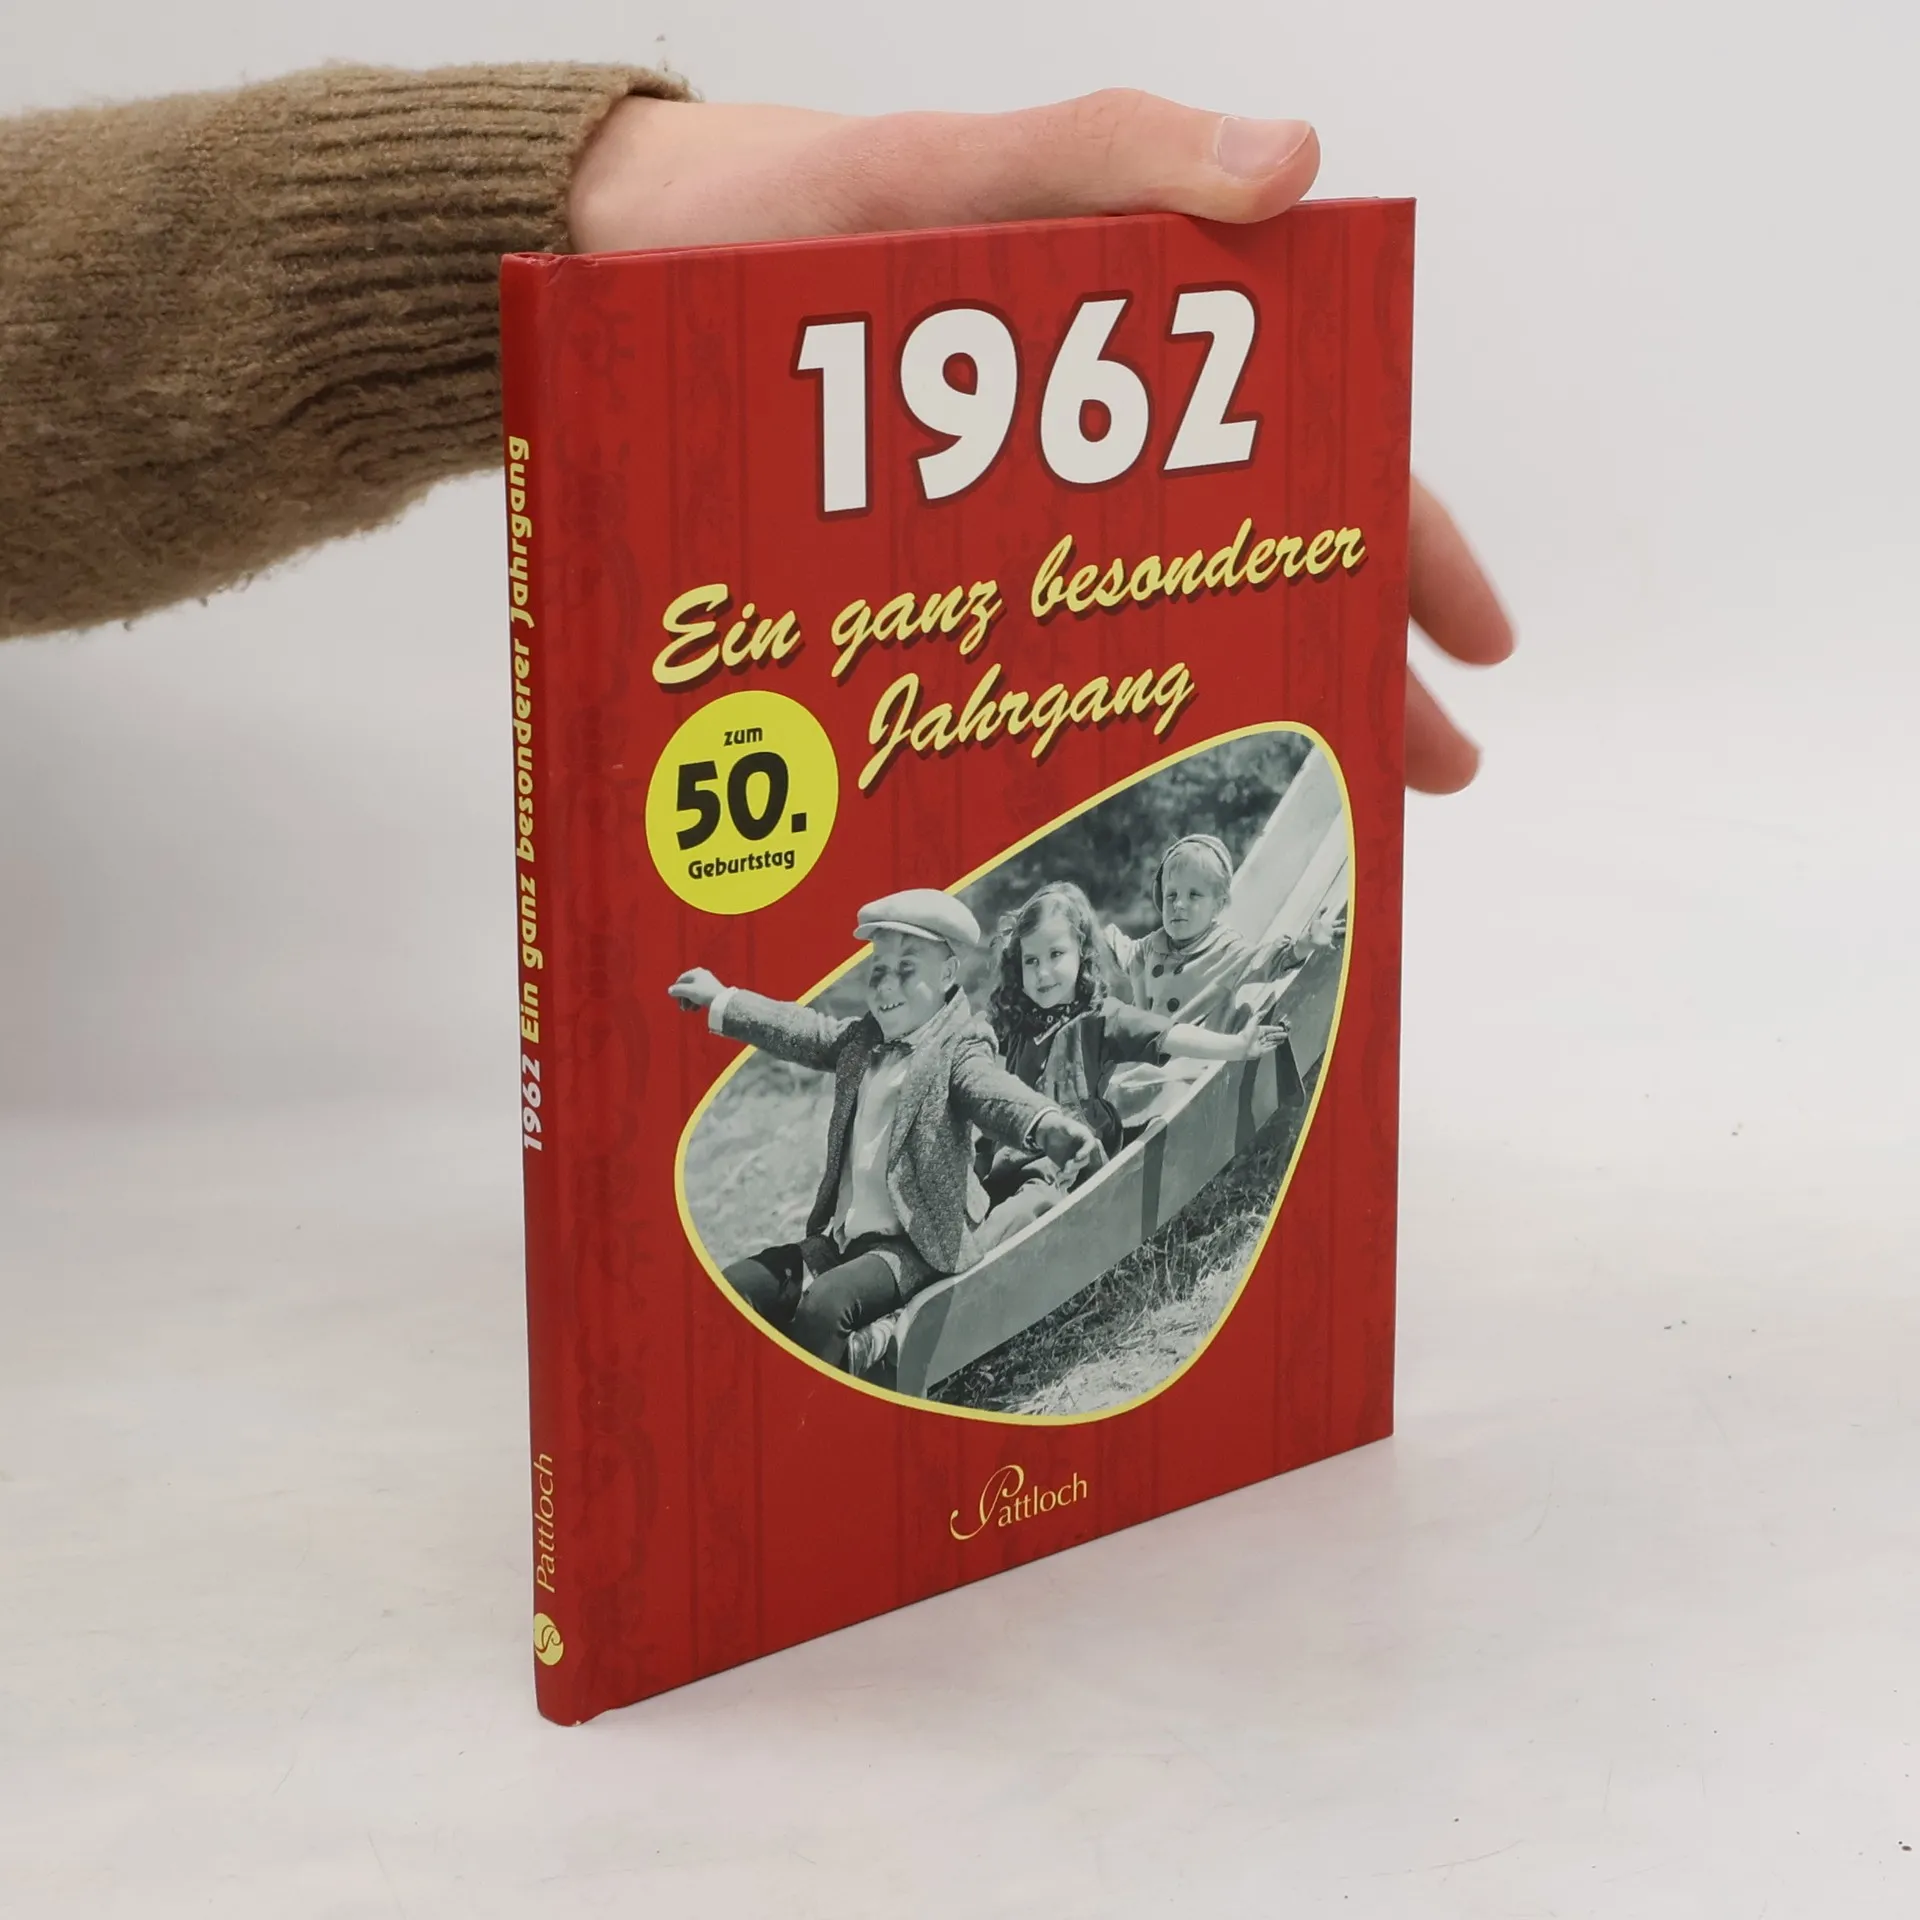 1962
Ein ganz besonderer
Jahrgang
zum
50.
Geburtstag
Pattloch
1962 Ein ganz besonderer Jahrgang
Pattloch